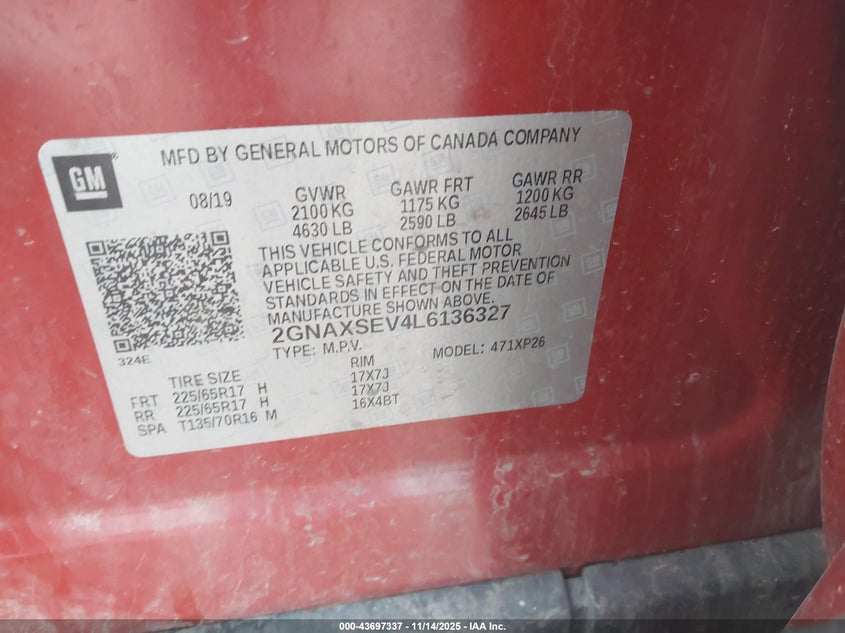 GM
MFD BY GENERAL MOTORS OF CANADA COMPANY
08/19 GVWR GAWR FRT GAWR RR
2100 KG 1175 KG 1200 KG
4630 LB 2590 LB 2645 LB
THIS VEHICLE CONFORMS TO ALL
APPLICABLE U.S. FEDERAL MOTOR
VEHICLE SAFETY AND THEFT PREVENTION
STANDARDS IN EFFECT ON THE DATE OF
MANUFACTURE SHOWN ABOVE.
2GNAXSEV4L6136327
324E
TYPE: M.P.V. MODEL: 471XP26
TIRE SIZE RIM
FRT 225/65R17 H 17X7J
RR 225/65R17 H 17X7J
SPA T135/70R16 M 16X4BT
000-43697337 | 11/14/2025 - IAA Inc.